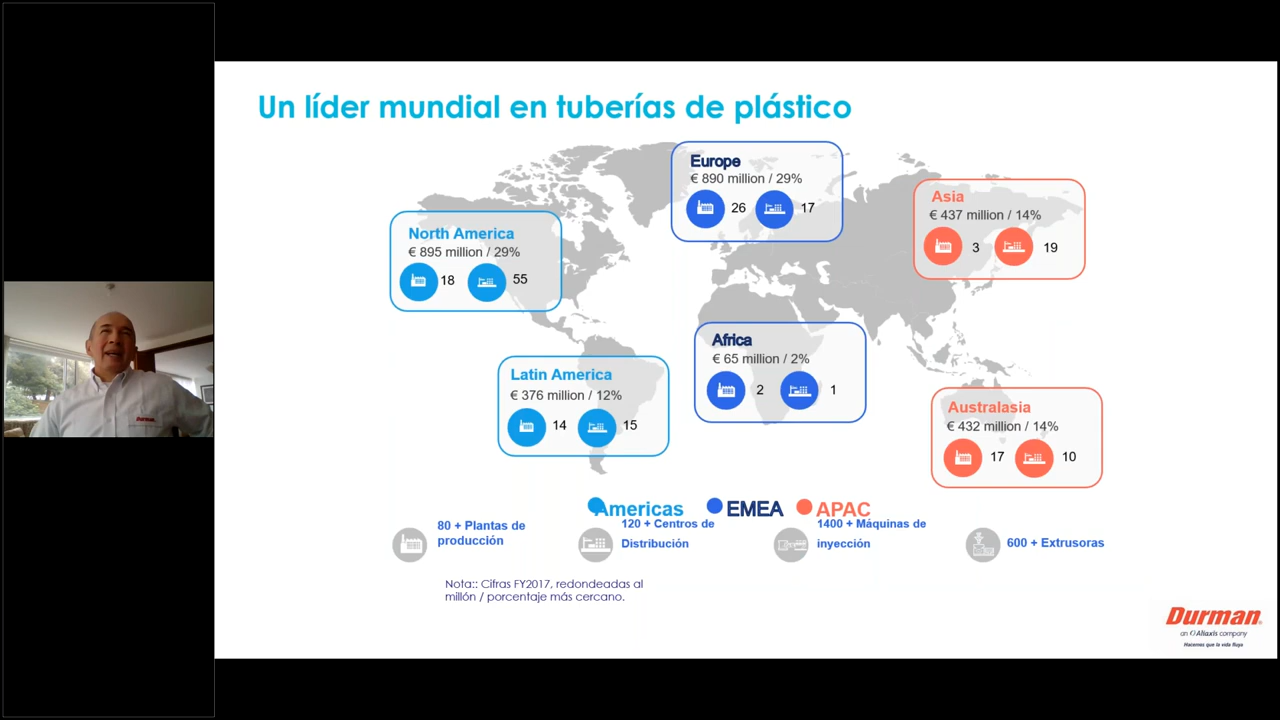 Un líder mundial en tuberías de plástico
Europe
€ 890 million / 29%
26
17
Asia
€ 437 million / 14%
3
19
North America
€ 895 million / 29%
18
55
Africa
€ 65 million / 2%
2
1
Latin America
€ 376 million / 12%
14
15
Australasia
€ 432 million / 14%
17
10
Americas
EMEA
APAC
80 + Plantas de
producción
120 + Centros de
Distribución
1400 + Máquinas de
inyección
600 + Extrusoras
Nota:: Cifras FY2017, redondeadas al
millón / porcentaje más cercano.
Durman
an Aliaxis company
Hacemos que la vida fluya
Durman